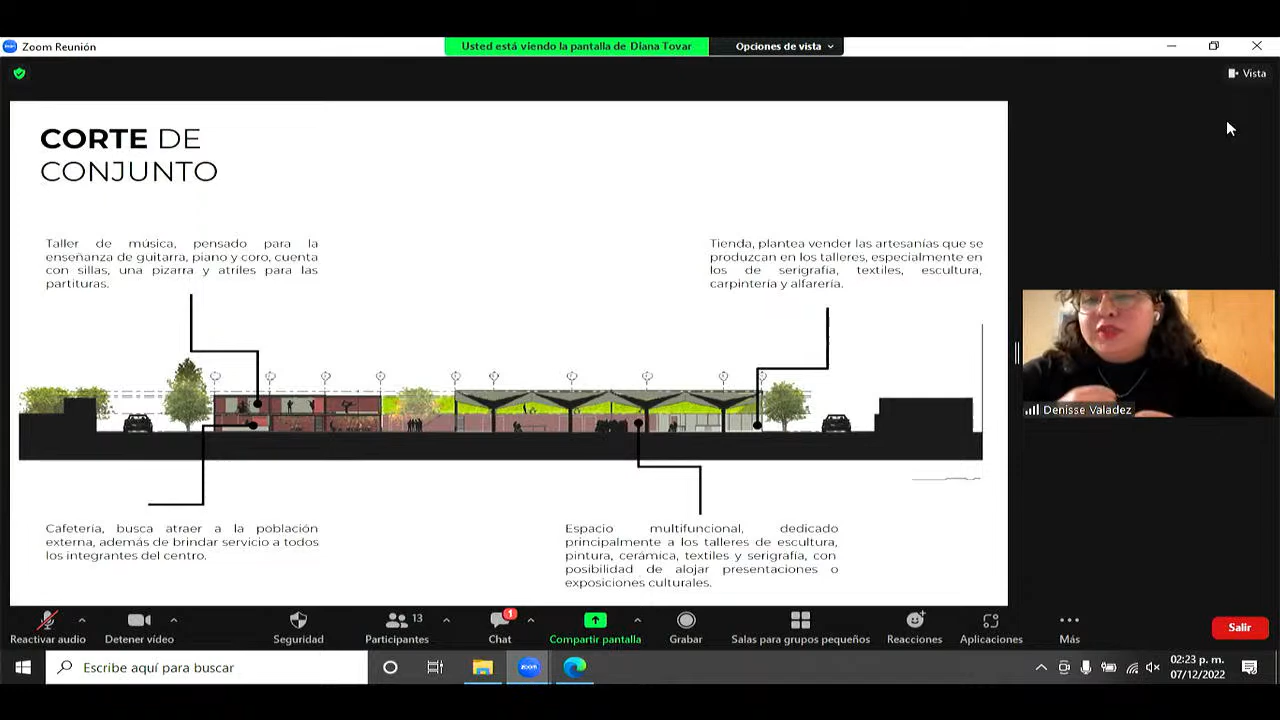 Zoom Reunión
Usted está viendo la pantalla de Diana Tovar
Opciones de vista
Vista
CORTE DE
CONJUNTO
Taller de música, pensado para la
enseñanza de guitarra, piano y coro, cuenta
con sillas, una pizarra y atriles para las
partituras.
Tienda, plantea vender las artesanías que se
produzcan en los talleres, especialmente en
los de serigrafía, textiles, escultura,
carpintería y alfarería.
Denisse Valadez
Cafetería, busca atraer a la población
externa, además de brindar servicio a todos
los integrantes del centro.
Espacio multifuncional, dedicado
principalmente a los talleres de escultura,
pintura, cerámica, textiles y serigrafía, con
posibilidad de alojar presentaciones o
exposiciones culturales.
Reactivar audio
Detener vídeo
Seguridad
13
Participantes
1
Chat
Compartir pantalla
Grabar
Salas para grupos pequeños
Reacciones
Aplicaciones
Más
Salir
Escribe aquí para buscar
zoom
02:23 p. m.
07/12/2022